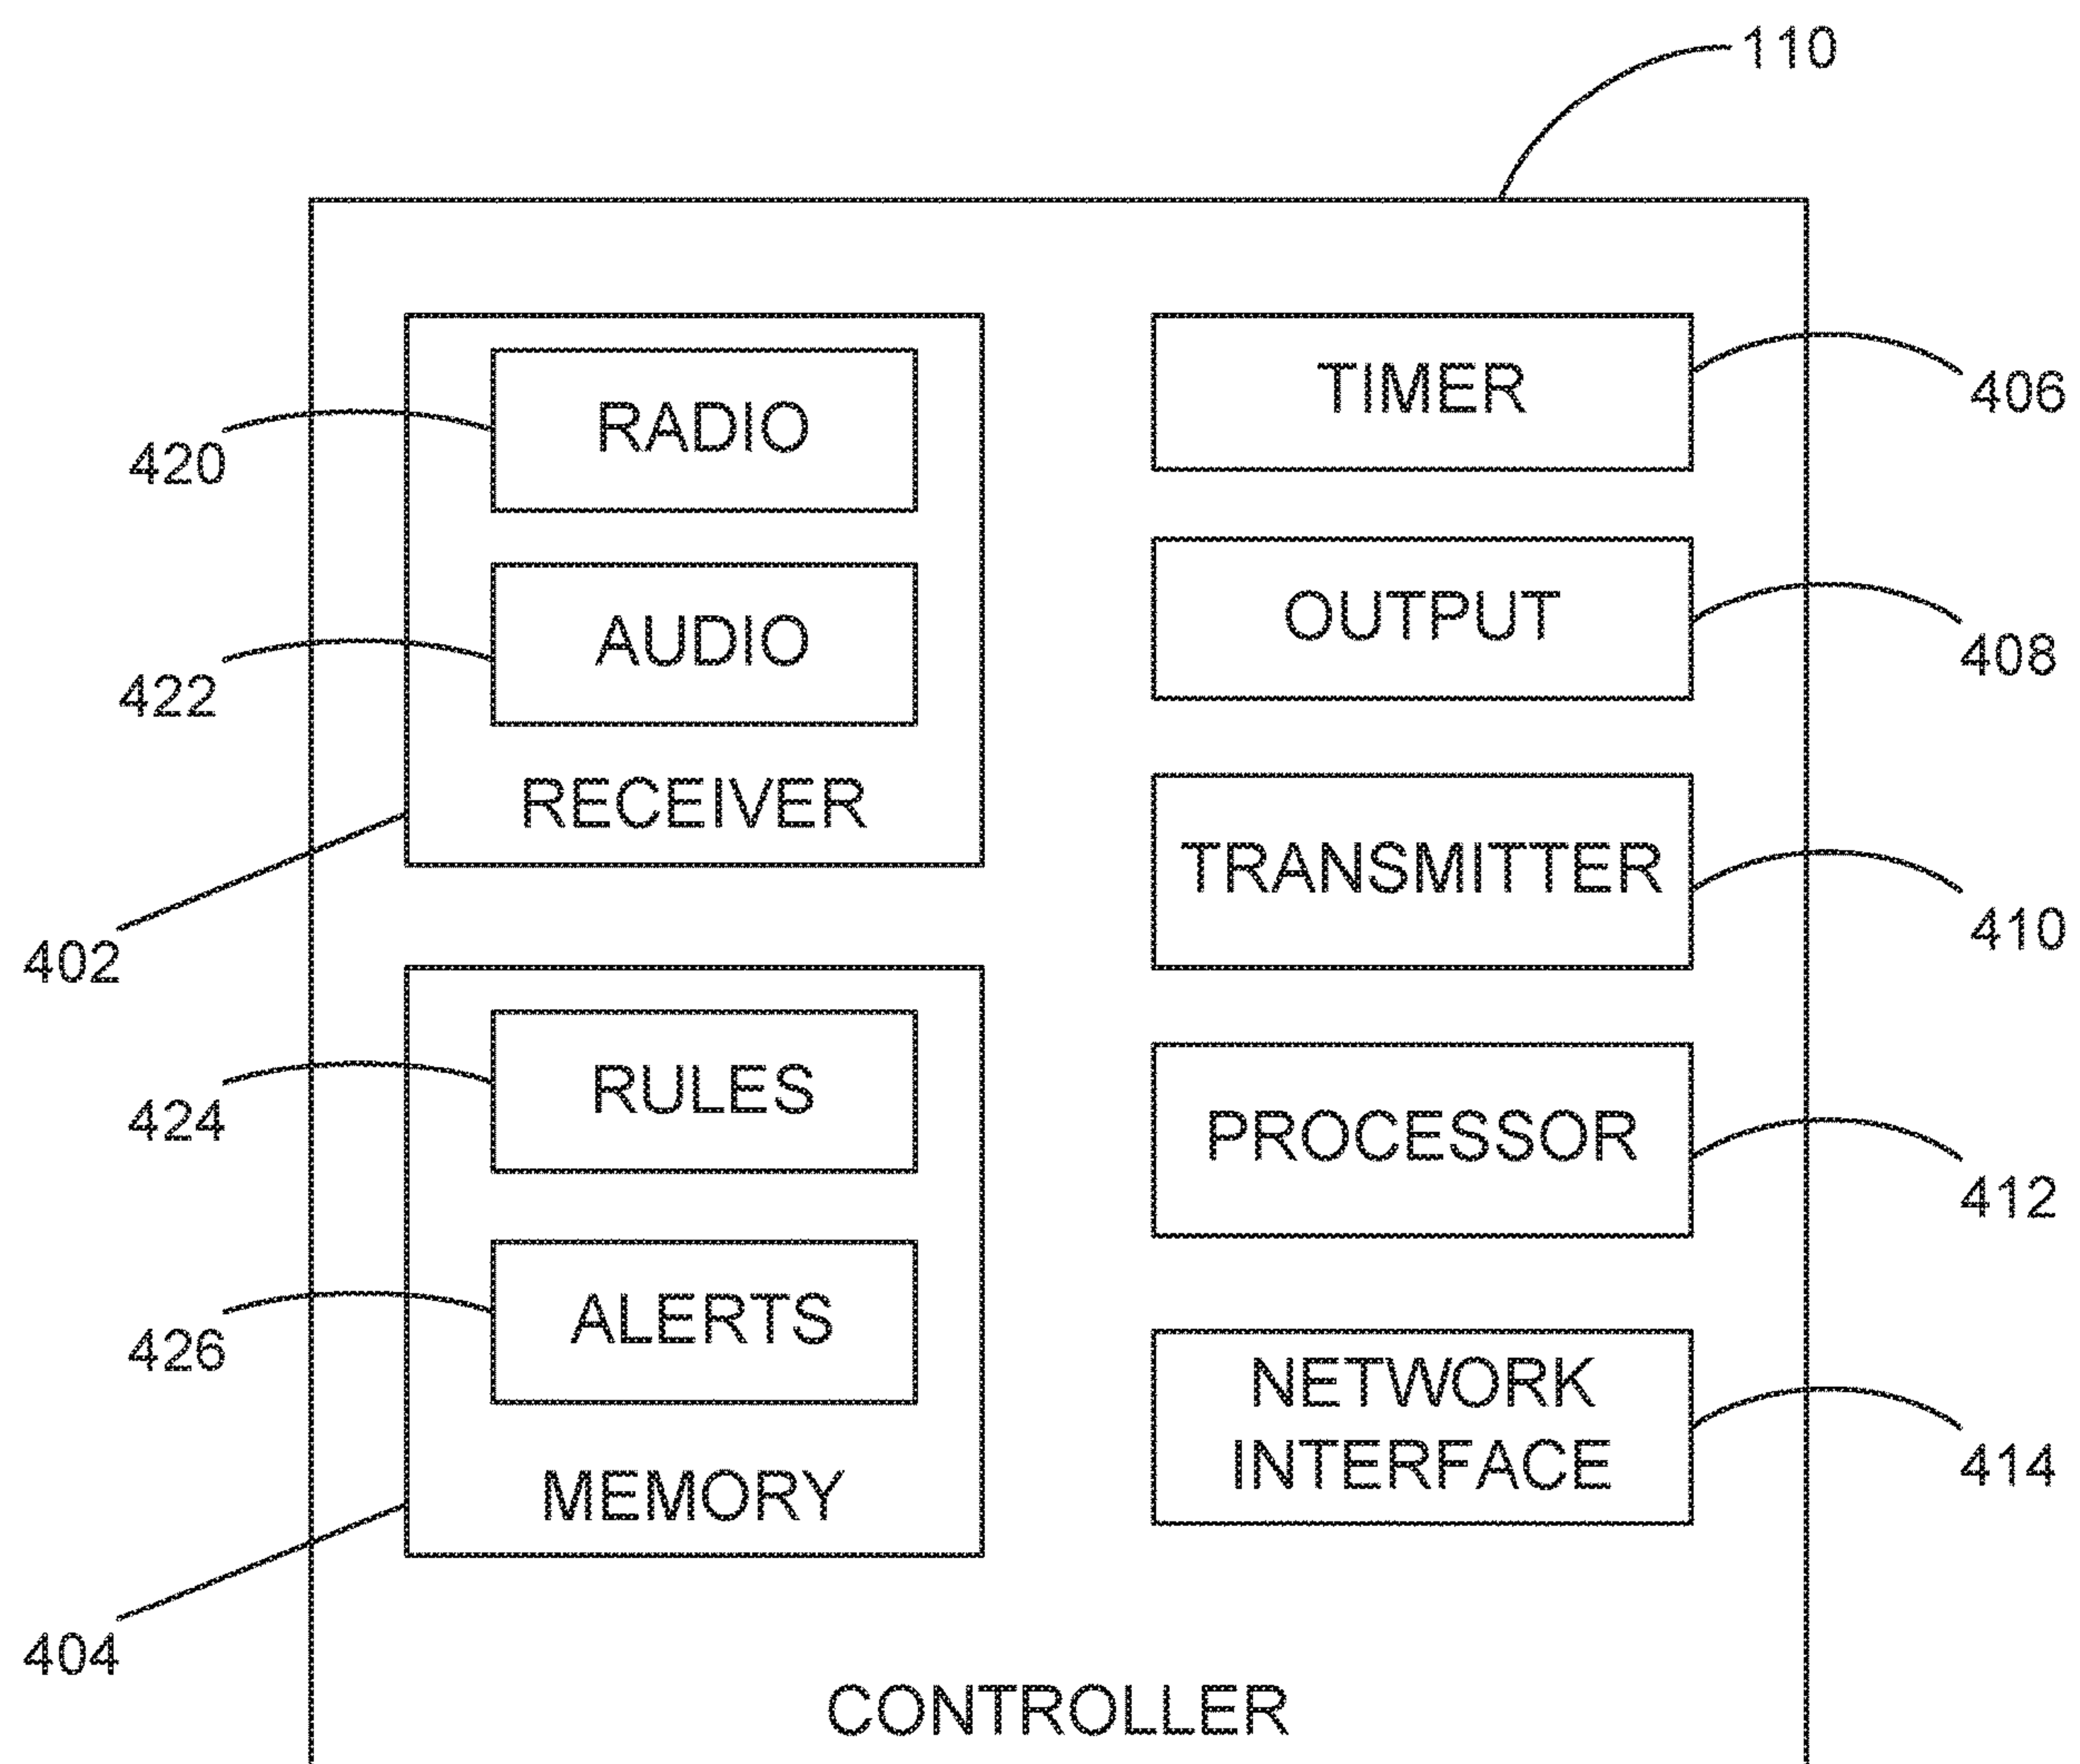 110
RADIO
420
AUDIO
422
RECEIVER
402
RULES
424
ALERTS
426
MEMORY
404
TIMER
406
OUTPUT
408
TRANSMITTER
410
PROCESSOR
412
NETWORK
INTERFACE
414
CONTROLLER